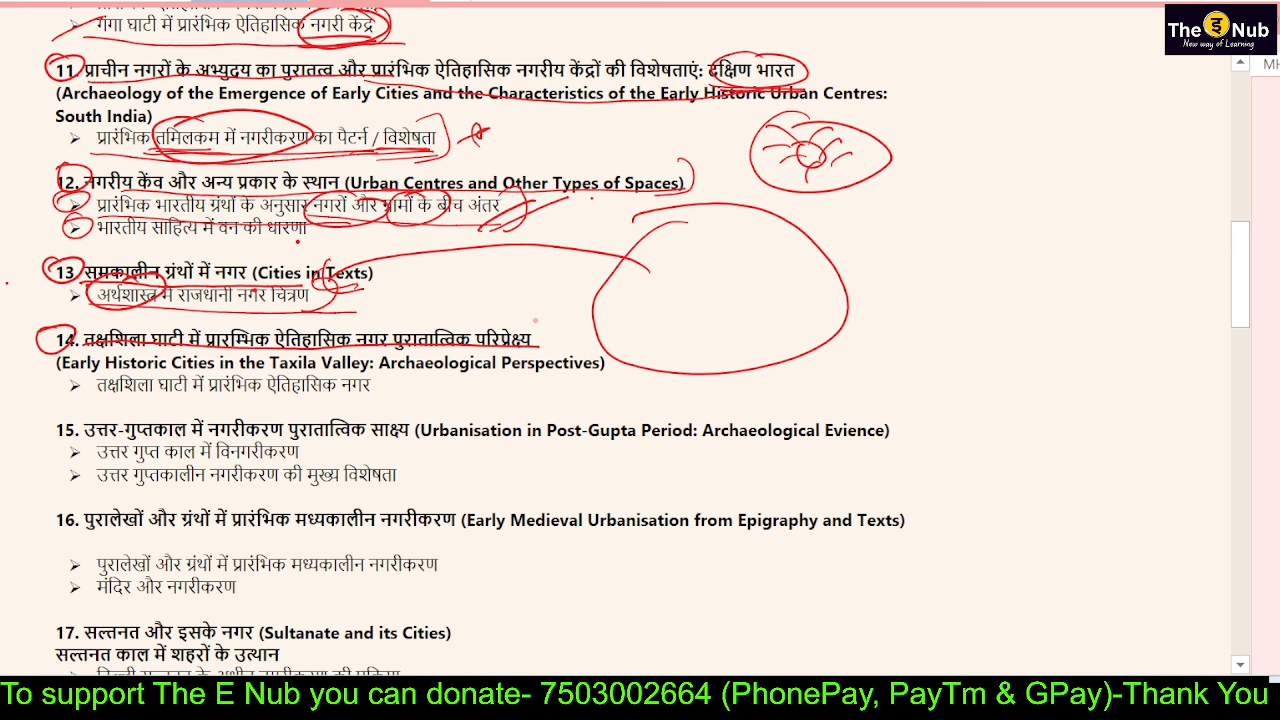 गंगा घाटी में प्रारंभिक ऐतिहासिक नगरी केंद्रे
The ई Nub
Now way of Learning
MH
11. प्राचीन नगरों के अभ्युदय का पुरातत्व और प्रारंभिक ऐतिहासिक नगरीय केंद्रों की विशेषताएं: दक्षिण भारत
(Archaeology of the Emergence of Early Cities and the Characteristics of the Early Historic Urban Centres:
South India)
➢ प्रारंभिक तमिलकम में नगरीकरण का पैटर्न / विशेषता
12. नगरीय केंव और अन्य प्रकार के स्थान (Urban Centres and Other Types of Spaces)
➢ प्रारंभिक भारतीय ग्रंथों के अनुसार नगरों और ग्रामों के बीच अंतर
➢ भारतीय साहित्य में वन की धारणा
13. समकालीन ग्रंथों में नगर (Cities in Texts)
➢ अर्थशास्त्र में राजधानी नगर चित्रण
14. तक्षशिला घाटी में प्रारम्भिक ऐतिहासिक नगर पुरातात्विक परिप्रेक्ष्य
(Early Historic Cities in the Taxila Valley: Archaeological Perspectives)
➢ तक्षशिला घाटी में प्रारंभिक ऐतिहासिक नगर
15. उत्तर-गुप्तकाल में नगरीकरण पुरातात्विक साक्ष्य (Urbanisation in Post-Gupta Period: Archaeological Evience)
➢ उत्तर गुप्त काल में विनगरीकरण
➢ उत्तर गुप्तकालीन नगरीकरण की मुख्य विशेषता
16. पुरालेखों और ग्रंथों में प्रारंभिक मध्यकालीन नगरीकरण (Early Medieval Urbanisation from Epigraphy and Texts)
➢ पुरालेखों और ग्रंथों में प्रारंभिक मध्यकालीन नगरीकरण
➢ मंदिर और नगरीकरण
17. सल्तनत और इसके नगर (Sultanate and its Cities)
सल्तनत काल में शहरों के उत्थान
To support The E Nub you can donate- 7503002664 (PhonePay, PayTm & GPay)-Thank You